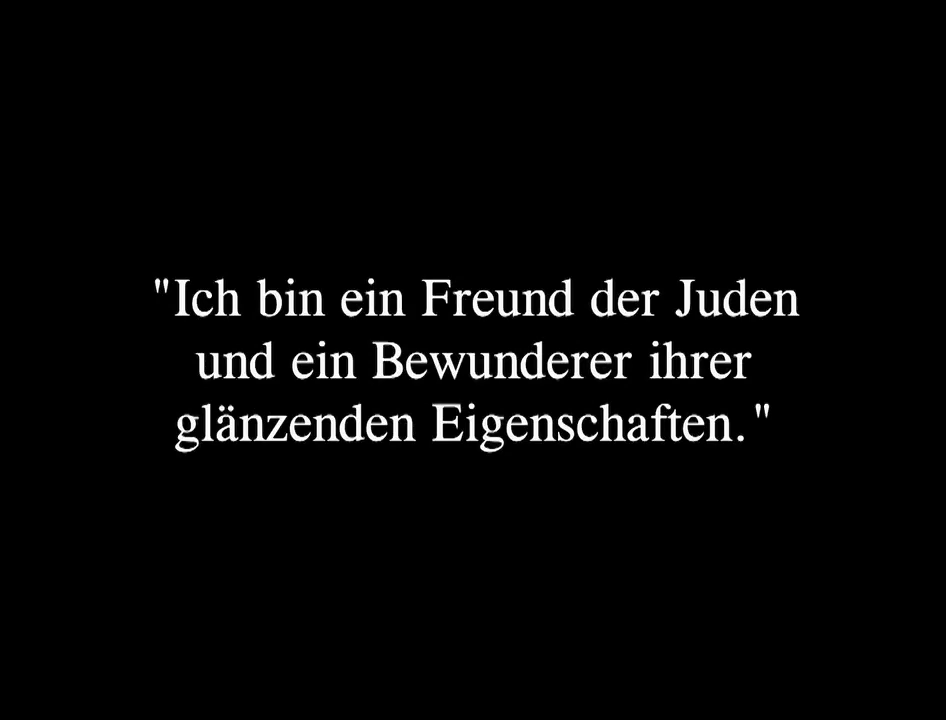 "Ich bin ein Freund der Juden
und ein Bewunderer ihrer
glänzenden Eigenschaften."